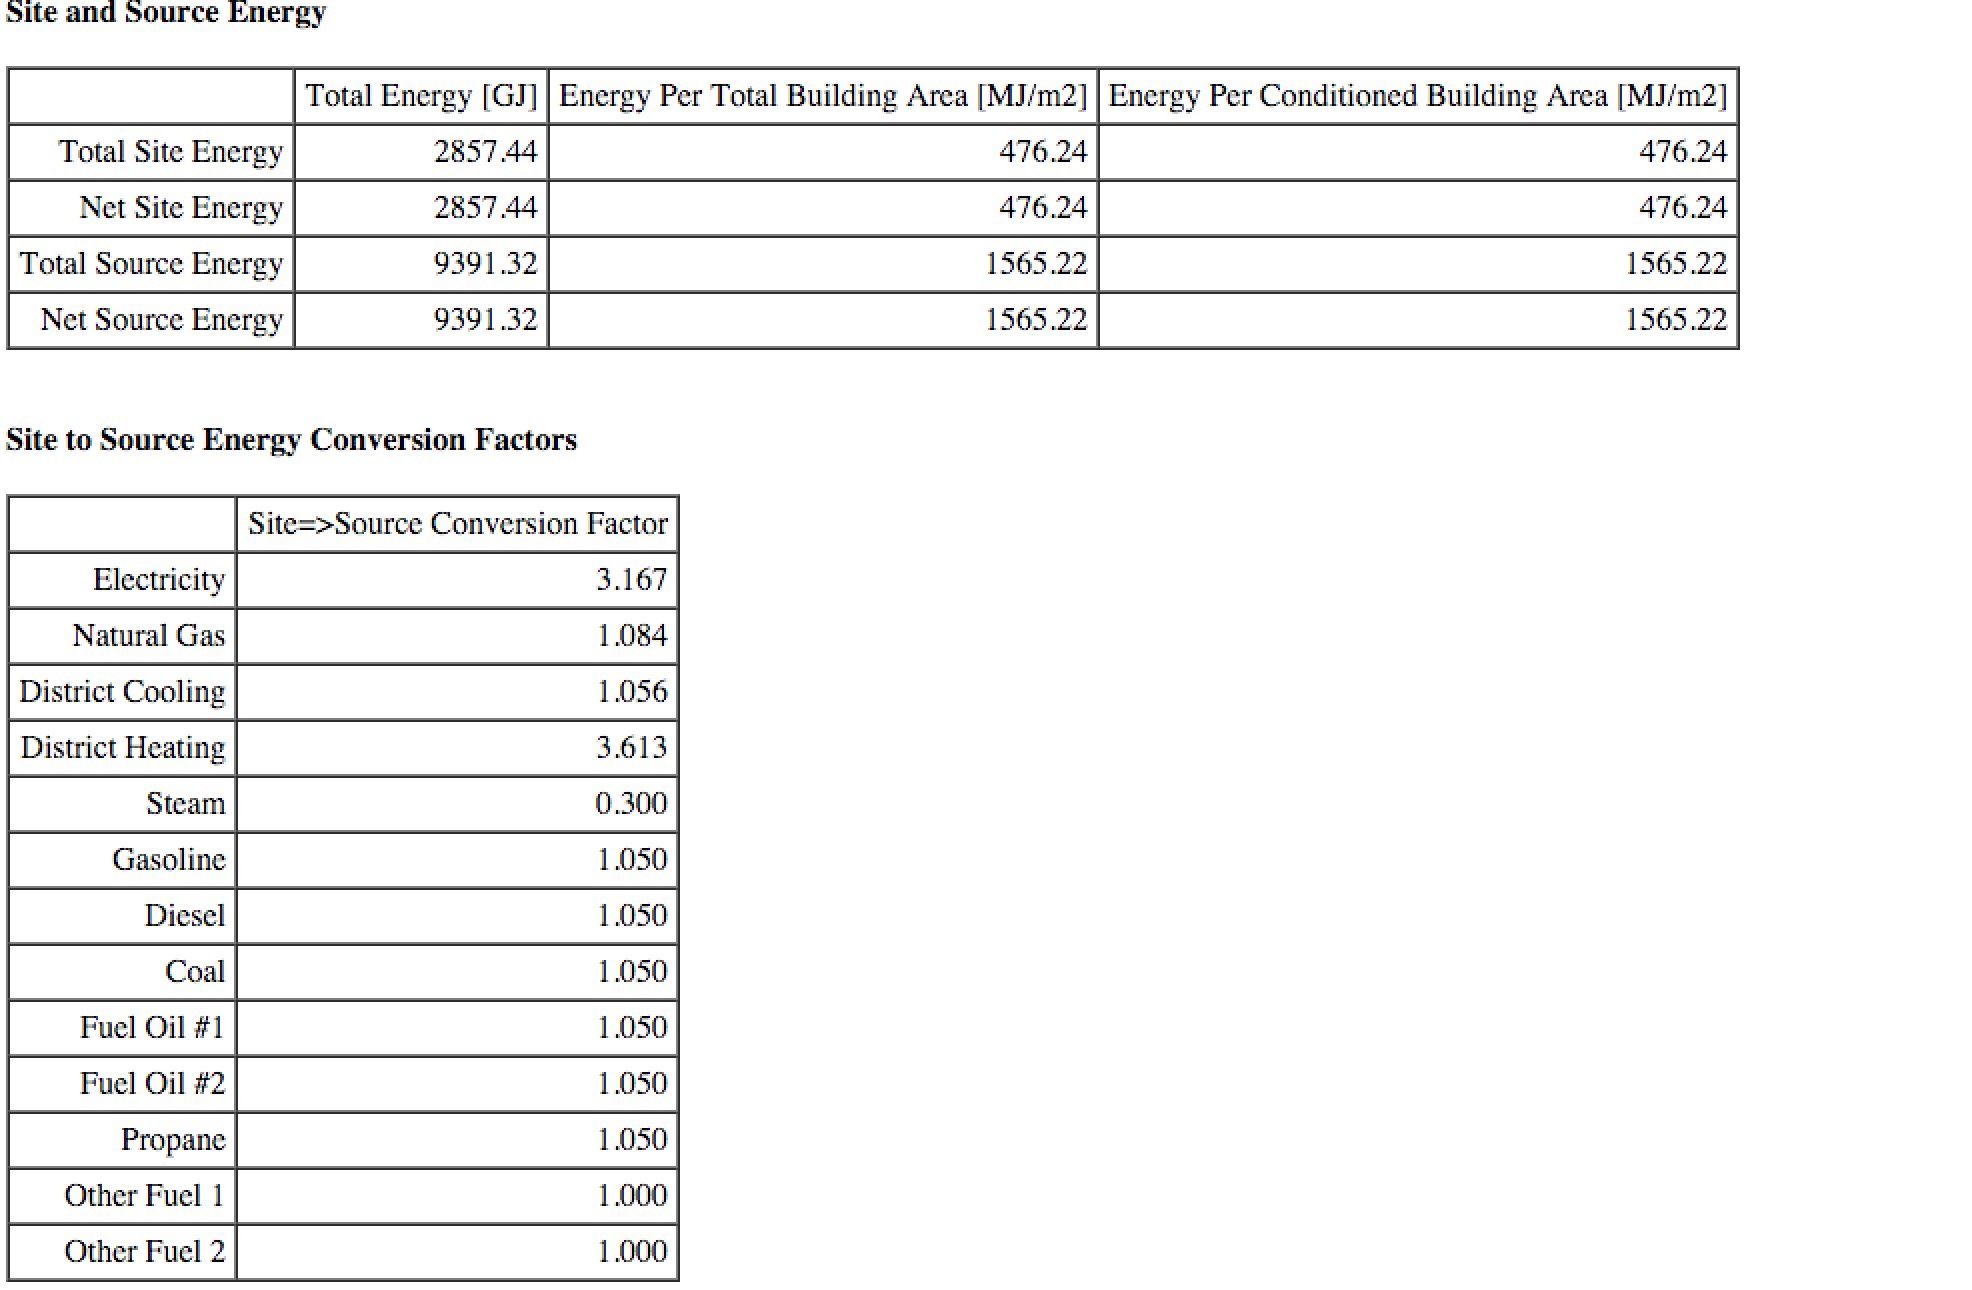 Site and Source Energy
Total Energy [GJ] Energy Per Total Building Area [MJ/m2] Energy Per Conditioned Building Area [MJ/m2]
Total Site Energy 2857.44 476.24 476.24
Net Site Energy 2857.44 476.24 476.24
Total Source Energy 9391.32 1565.22 1565.22
Net Source Energy 9391.32 1565.22 1565.22
Site to Source Energy Conversion Factors
Site=>Source Conversion Factor
Electricity 3.167
Natural Gas 1.084
District Cooling 1.056
District Heating 3.613
Steam 0.300
Gasoline 1.050
Diesel 1.050
Coal 1.050
Fuel Oil #1 1.050
Fuel Oil #2 1.050
Propane 1.050
Other Fuel 1 1.000
Other Fuel 2 1.000